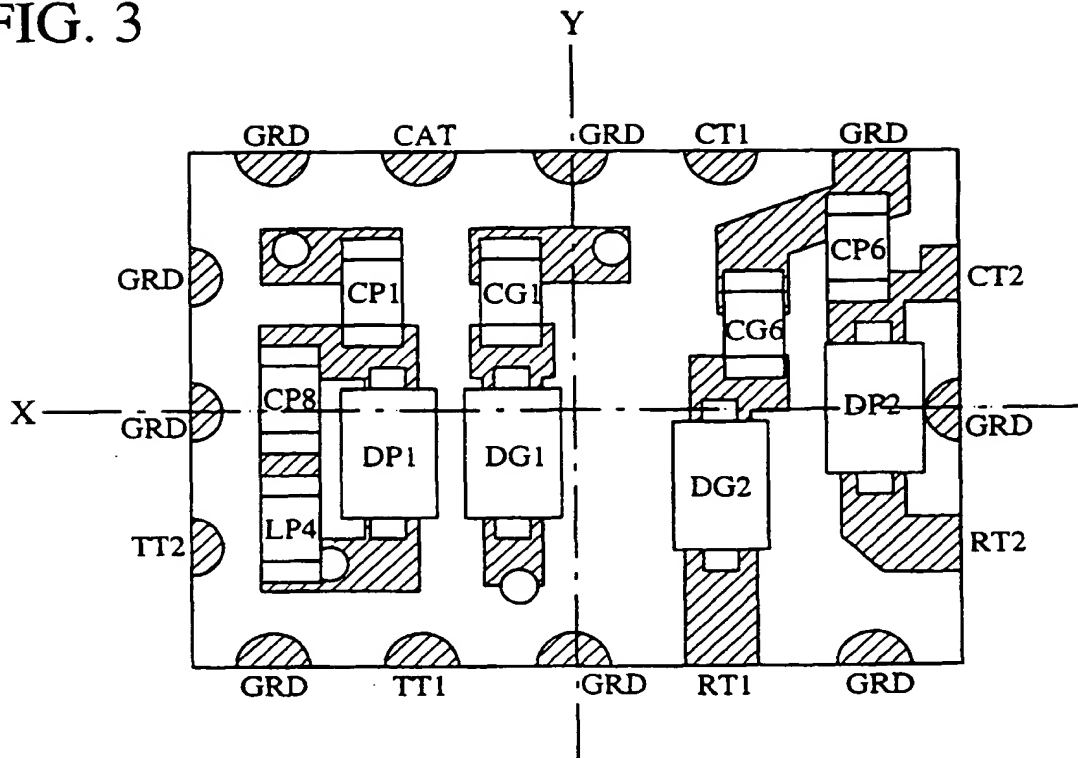 FIG. 3
Y
GRD CAT GRD CT1 GRD
GRD CP1 CG1 CP6 CT2
CG6
X GRD CP8 DP1 DG1 DP2 GRD
DG2
TT2 LP4 RT2
GRD TT1 GRD RT1 GRD